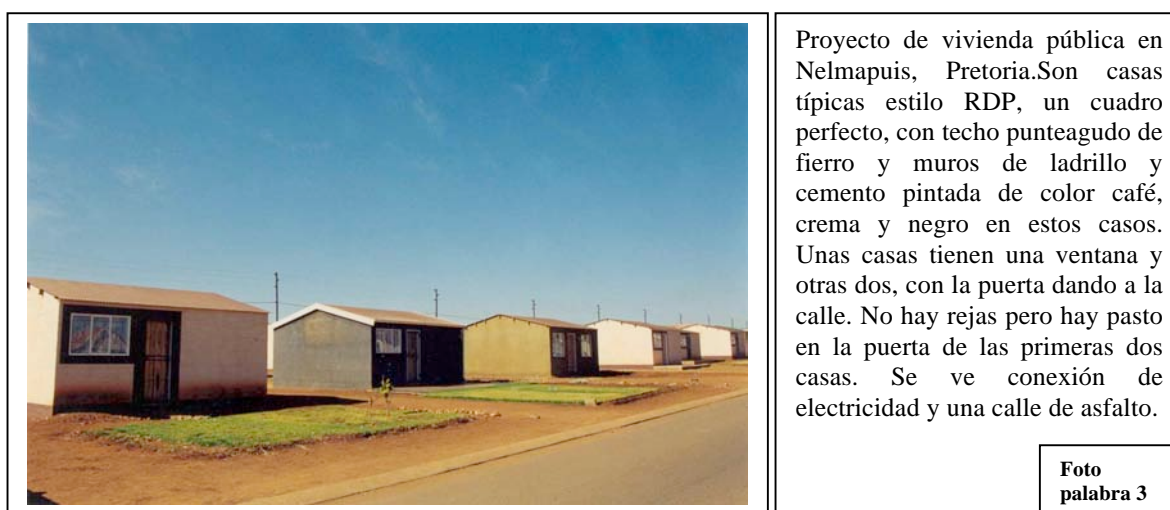 Proyecto de vivienda pública en
Nelmapuis, Pretoria.Son casas
típicas estilo RDP, un cuadro
perfecto, con techo punteagudo de
fierro y muros de ladrillo y
cemento pintada de color café,
crema y negro en estos casos.
Unas casas tienen una ventana y
otras dos, con la puerta dando a la
calle. No hay rejas pero hay pasto
en la puerta de las primeras dos
casas. Se ve conexión de
electricidad y una calle de asfalto.
Foto
palabra 3